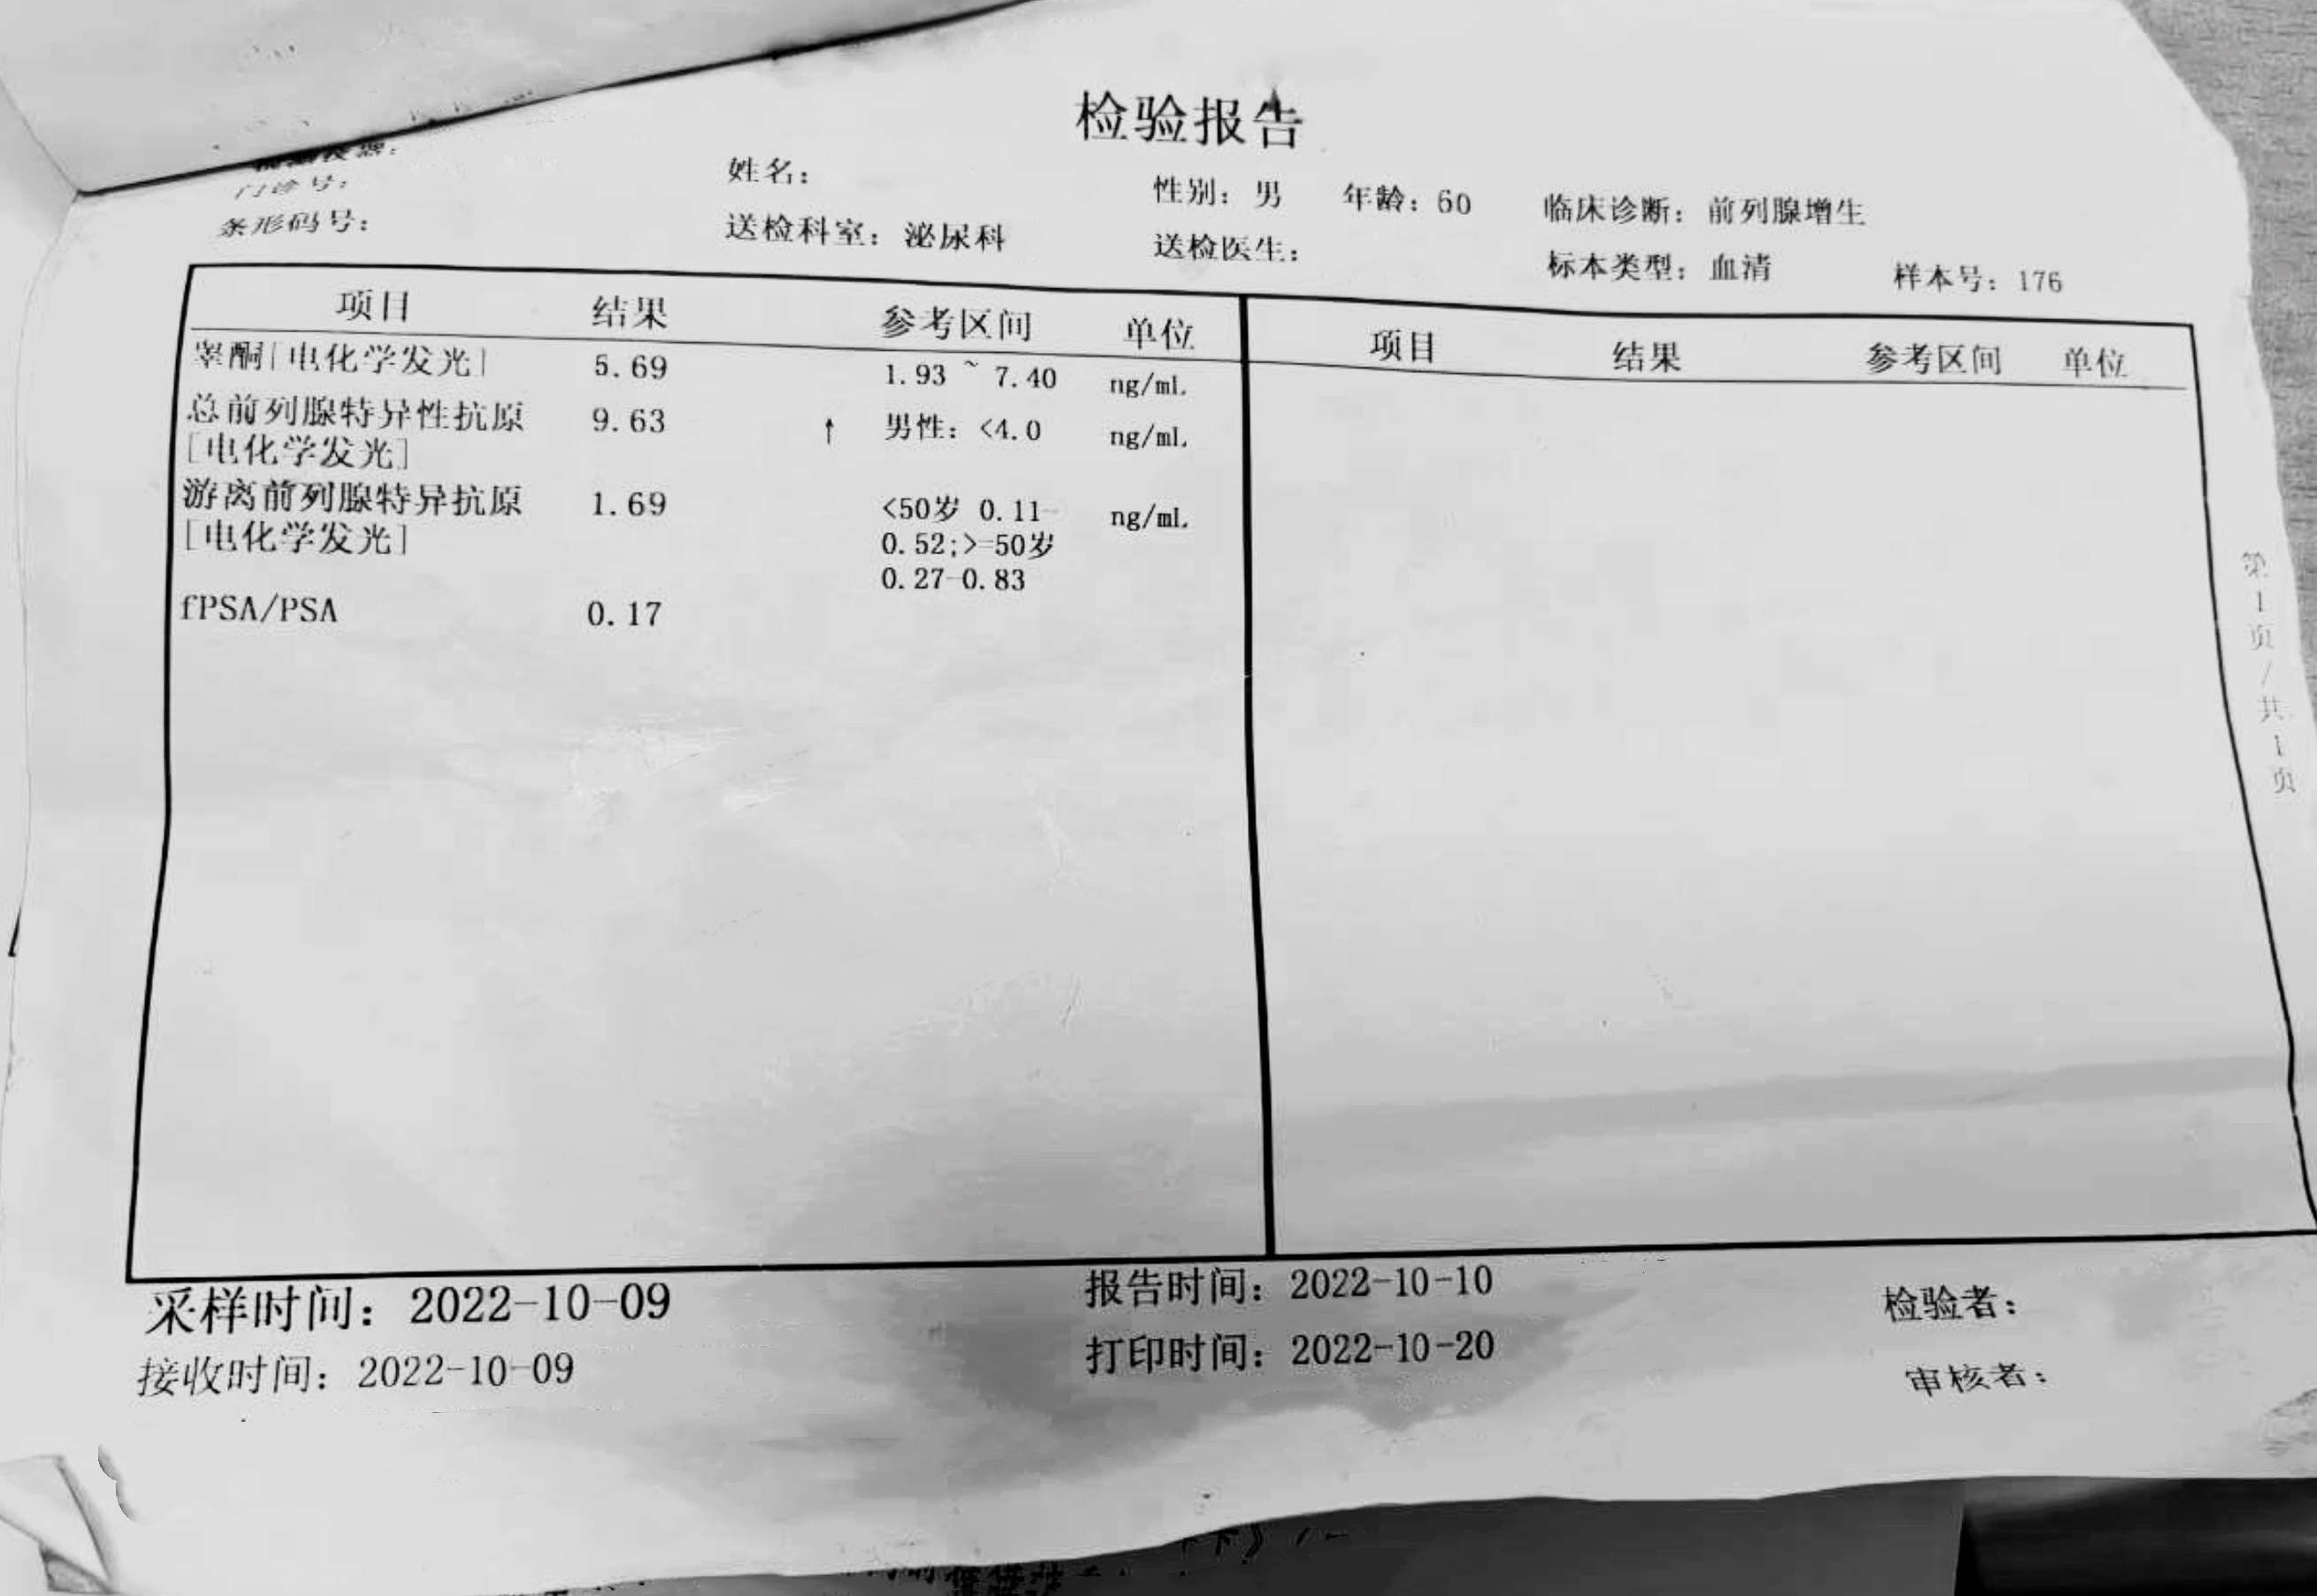 检验报告
门诊号：
姓名：
性别：男 年龄：60 临床诊断：前列腺增生
条形码号：
送检科室：泌尿科
送检医生：
标本类型：血清 样本号：176
项目 结果 参考区间 单位 项目 结果 参考区间 单位
睾酮[电化学发光] 5.69 1.93 ~ 7.40 ng/mL
总前列腺特异性抗原 9.63 ↑ 男性：<4.0 ng/mL
[电化学发光]
游离前列腺特异抗原 1.69 <50岁 0.11- ng/mL
[电化学发光] 0.52;>=50岁
0.27-0.83
fPSA/PSA 0.17
第1页/共1页
采样时间：2022-10-09 报告时间：2022-10-10 检验者：
接收时间：2022-10-09 打印时间：2022-10-20 审核者：